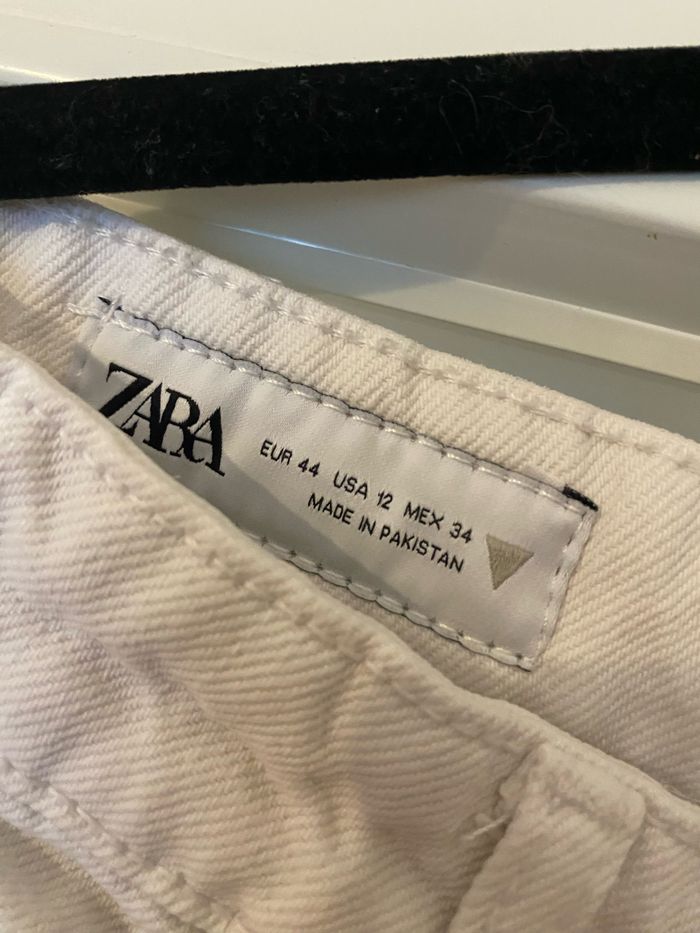 ZARA
EUR 44 USA 12 MEX 34
MADE IN PAKISTAN